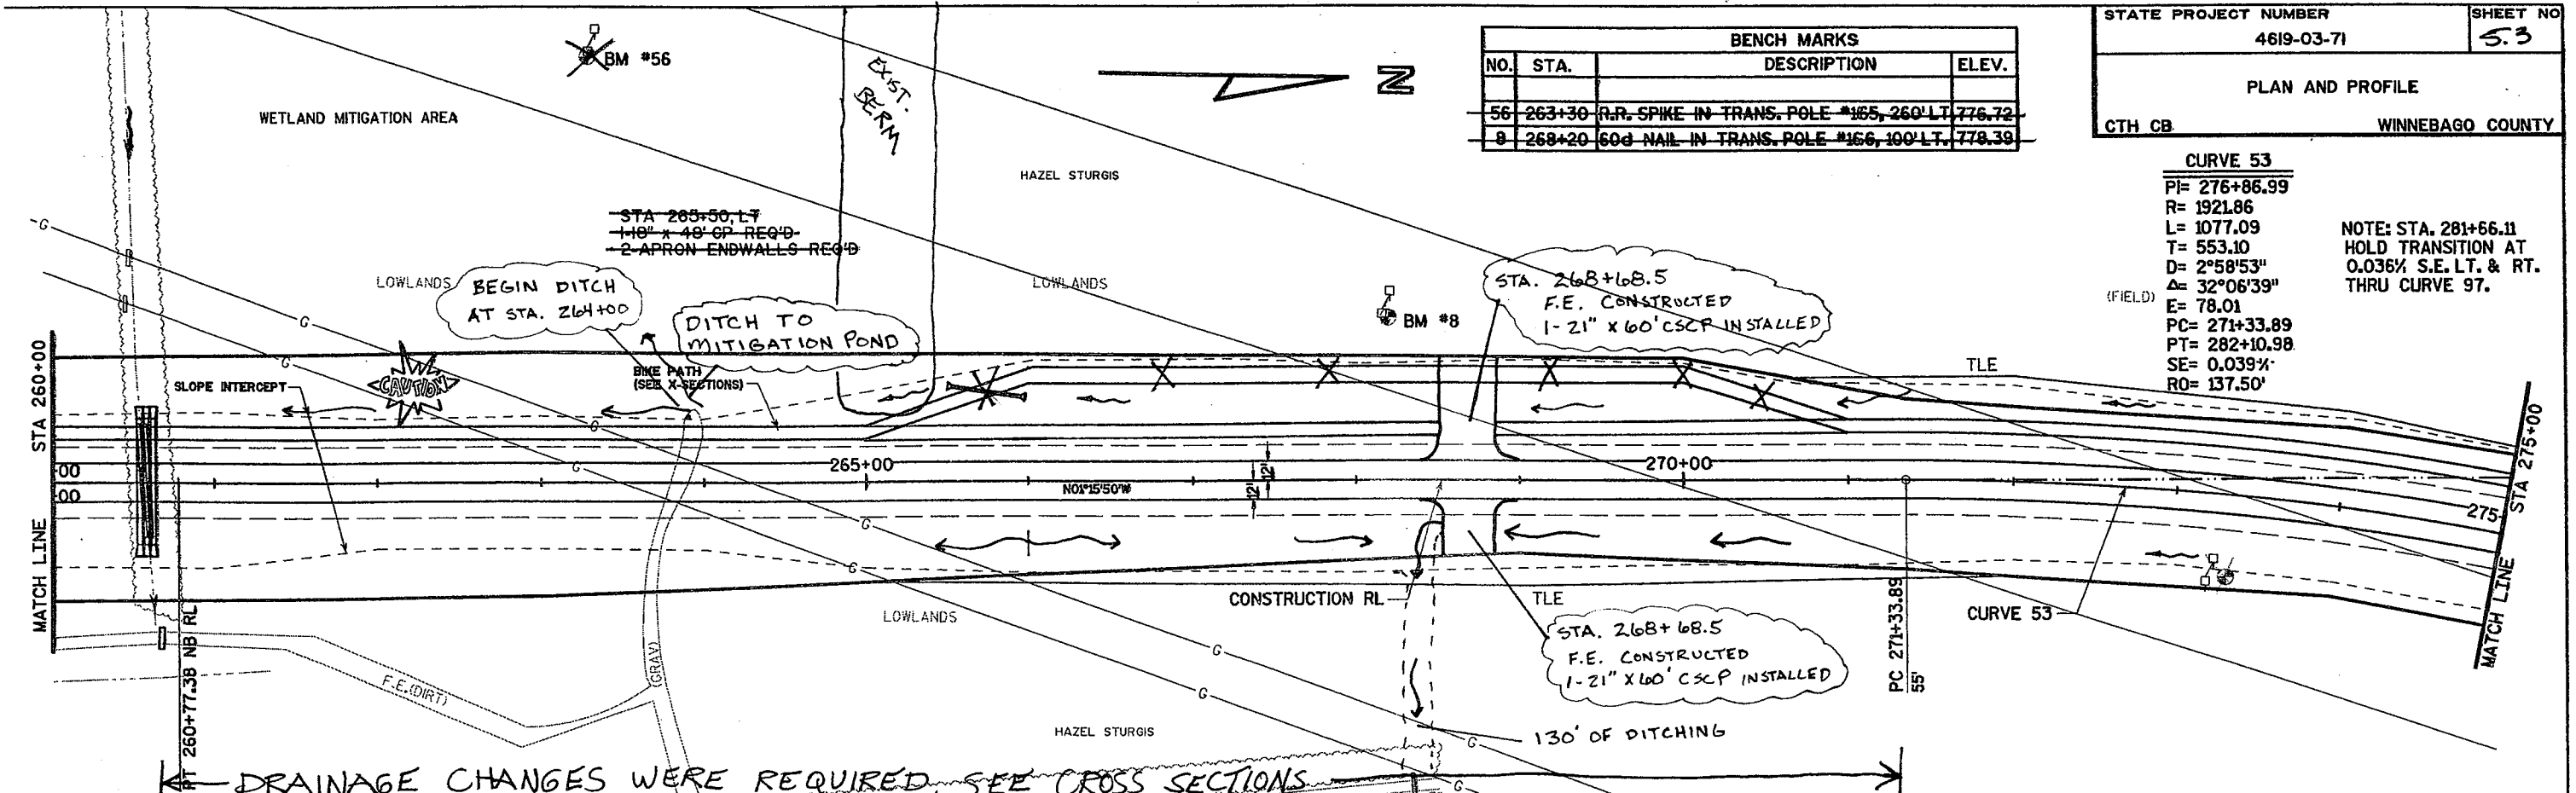 STATE PROJECT NUMBER
4619-03-71
SHEET NO
5.3
PLAN AND PROFILE
CTH CB
WINNEBAGO COUNTY
BENCH MARKS
NO. STA. DESCRIPTION ELEV.
56 263+30 R.R. SPIKE IN TRANS. POLE #165, 260' LT 776.72
8 268+20 60d NAIL IN TRANS. POLE #166, 100' LT. 778.39
CURVE 53
PI= 276+86.99
R= 1921.86
L= 1077.09
T= 553.10
D= 2°58'53"
Δ= 32°06'39"
E= 78.01
PC= 271+33.89
PT= 282+10.98
SE= 0.039%
RO= 137.50'
(FIELD)
NOTE: STA. 281+66.11
HOLD TRANSITION AT
0.036% S.E. LT. & RT.
THRU CURVE 97.
BM #56
WETLAND MITIGATION AREA
EXIST.
BERM
N
HAZEL STURGIS
STA 265+50, LT
1-18" x 48' CP REQ'D
2-APRON ENDWALLS REQ'D
G
LOWLANDS
BEGIN DITCH
AT STA. 264+00
DITCH TO
MITIGATION POND
LOWLANDS
BM #8
STA. 268+68.5
F.E. CONSTRUCTED
1-21" X 60' CSCP INSTALLED
TLE
G
G
CAUTION
SLOPE INTERCEPT
BIKE PATH
(SEE X-SECTIONS)
MATCH LINE STA 260+00
00
00
G
G
265+00
N01°15'50"W
12'
12'
270+00
275
MATCH LINE STA 275+00
G
G
CONSTRUCTION RL
TLE
CURVE 53
PC 271+33.89
55'
LOWLANDS
STA. 268+68.5
F.E. CONSTRUCTED
1-21" X 60' CSCP INSTALLED
PT 260+77.38 NB RL
F.E.(DIRT)
(GRAV)
G
G
HAZEL STURGIS
130' OF DITCHING
G
G
DRAINAGE CHANGES WERE REQUIRED, SEE CROSS SECTIONS